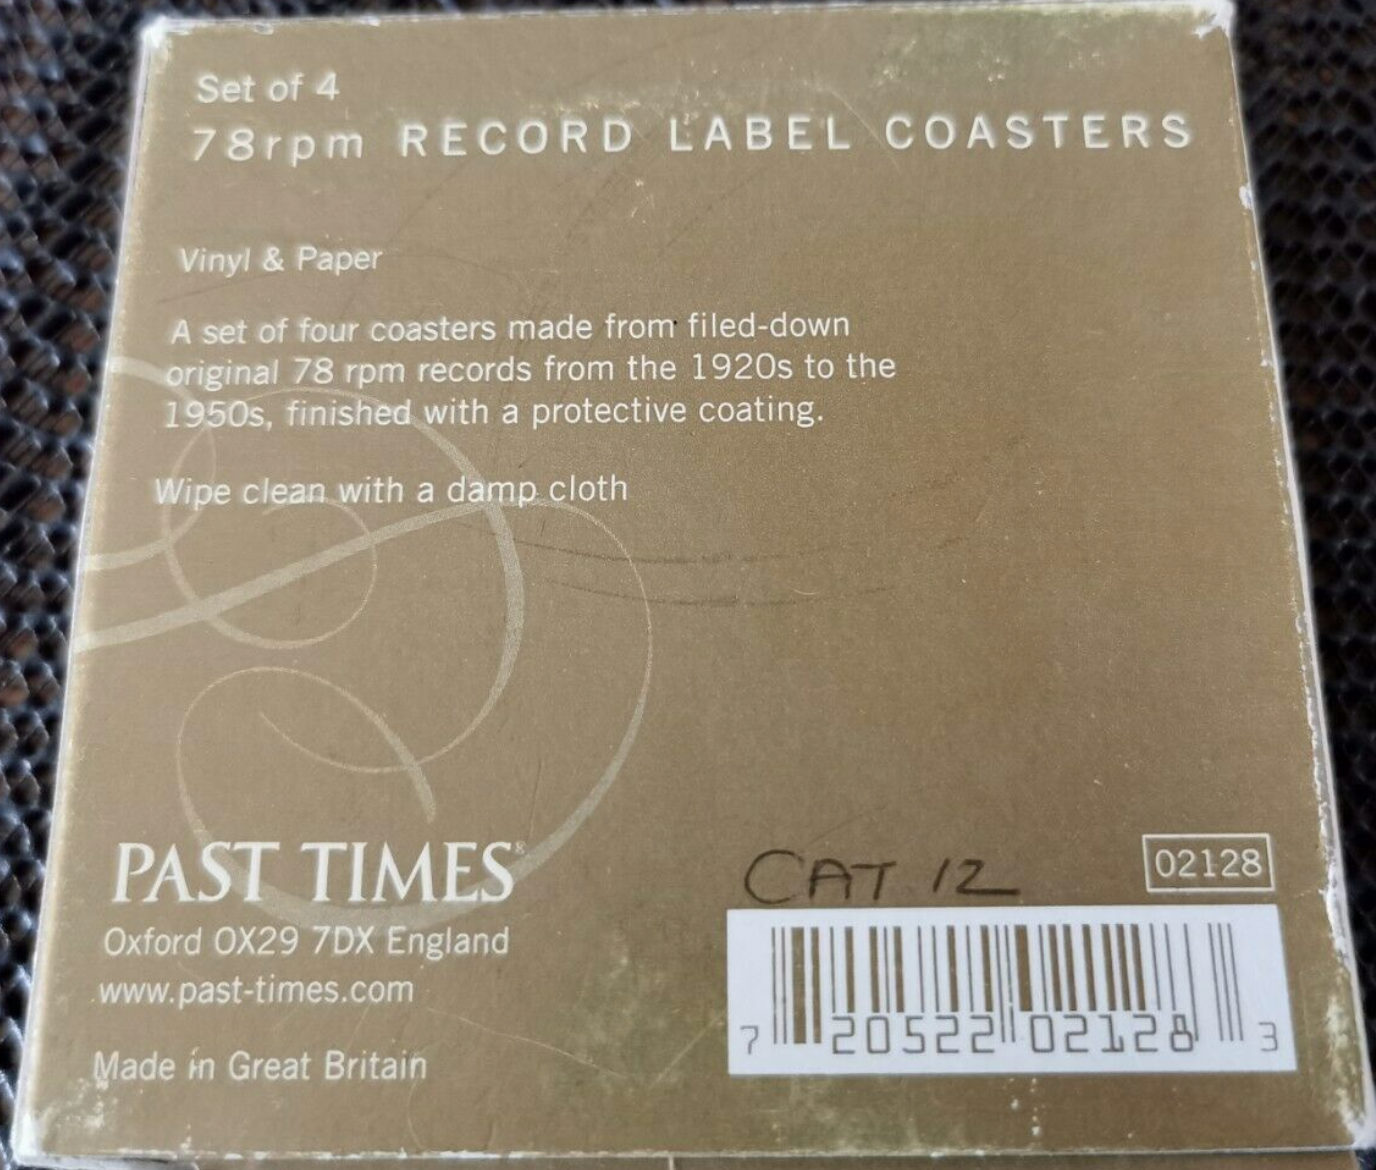 Set of 4
78rpm RECORD LABEL COASTERS
Vinyl & Paper
A set of four coasters made from filed-down
original 78 rpm records from the 1920s to the
1950s, finished with a protective coating.
Wipe clean with a damp cloth
PAST TIMES®
Oxford OX29 7DX England
www.past-times.com
Made in Great Britain
CAT 12
02128
7 20522 02128 3